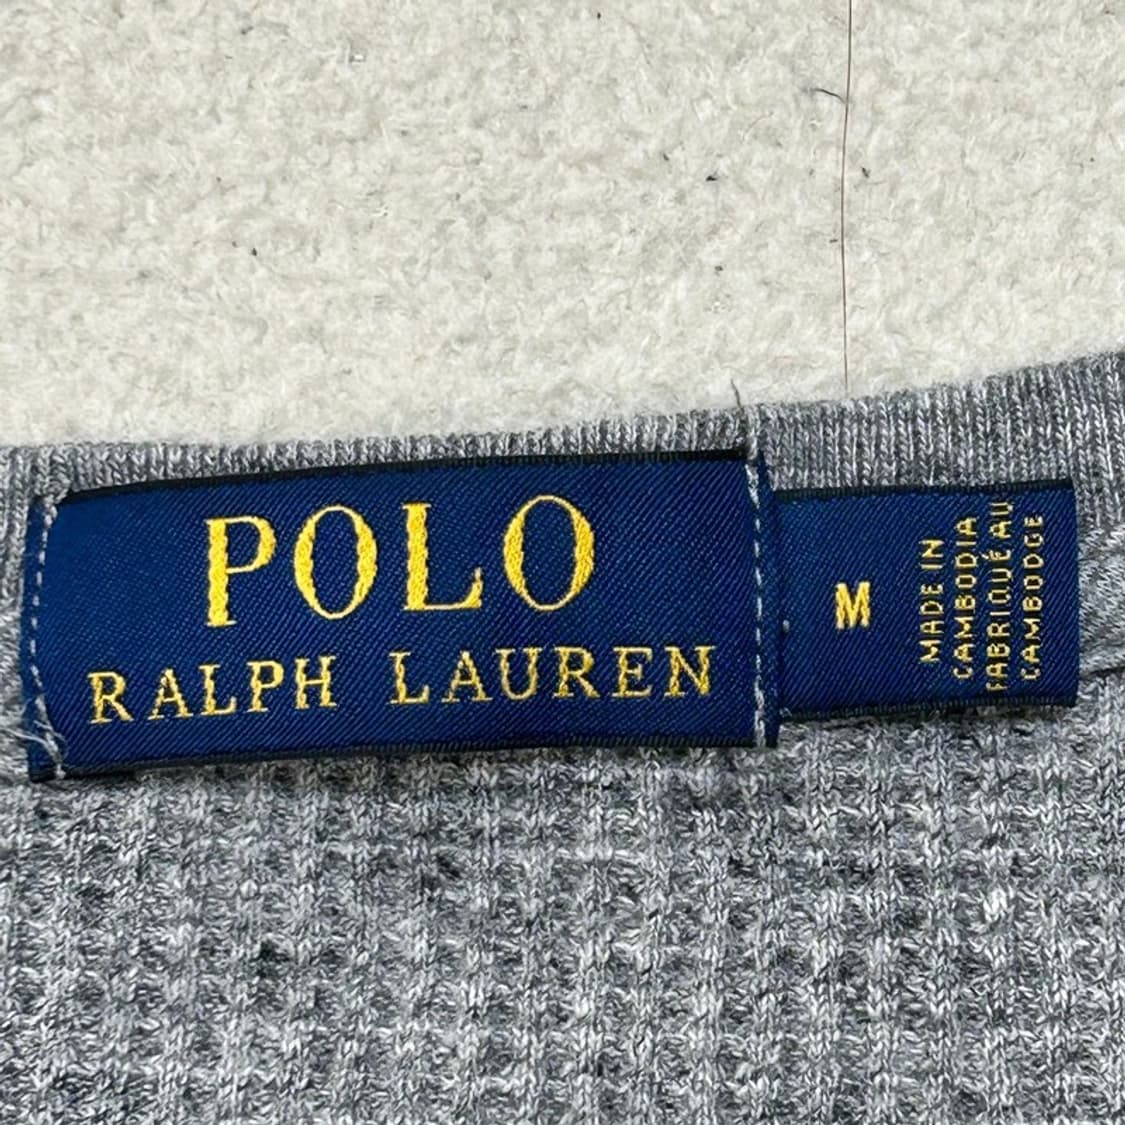 POLO
RALPH LAUREN
M
MADE IN
CAMBODIA
FABRIQUÉ AU
CAMBODGE